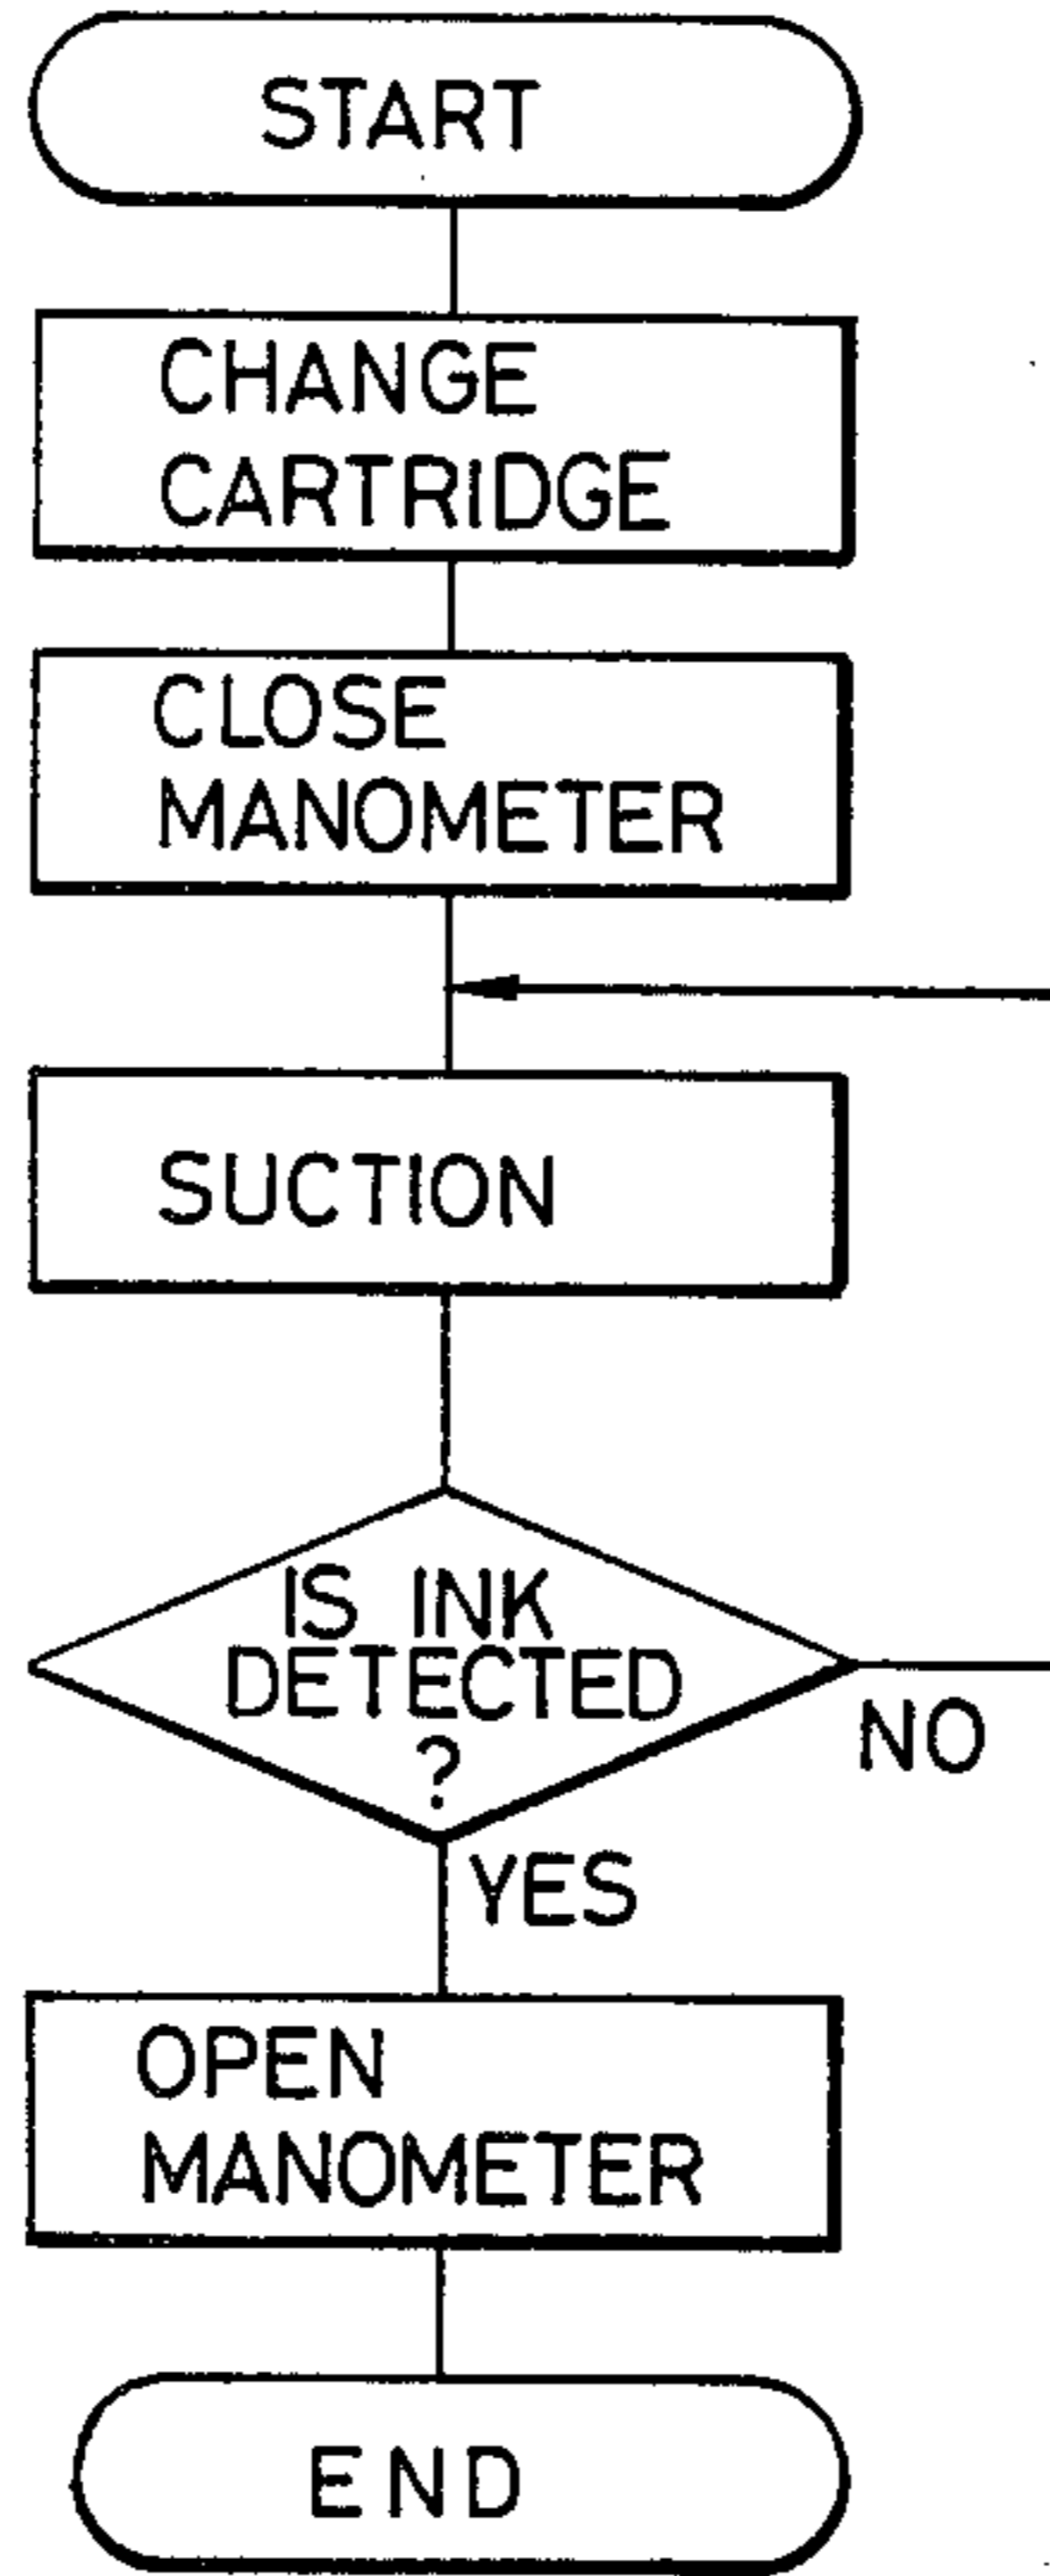 START
CHANGE
CARTRIDGE
CLOSE
MANOMETER
SUCTION
IS INK
DETECTED
?
NO
YES
OPEN
MANOMETER
END